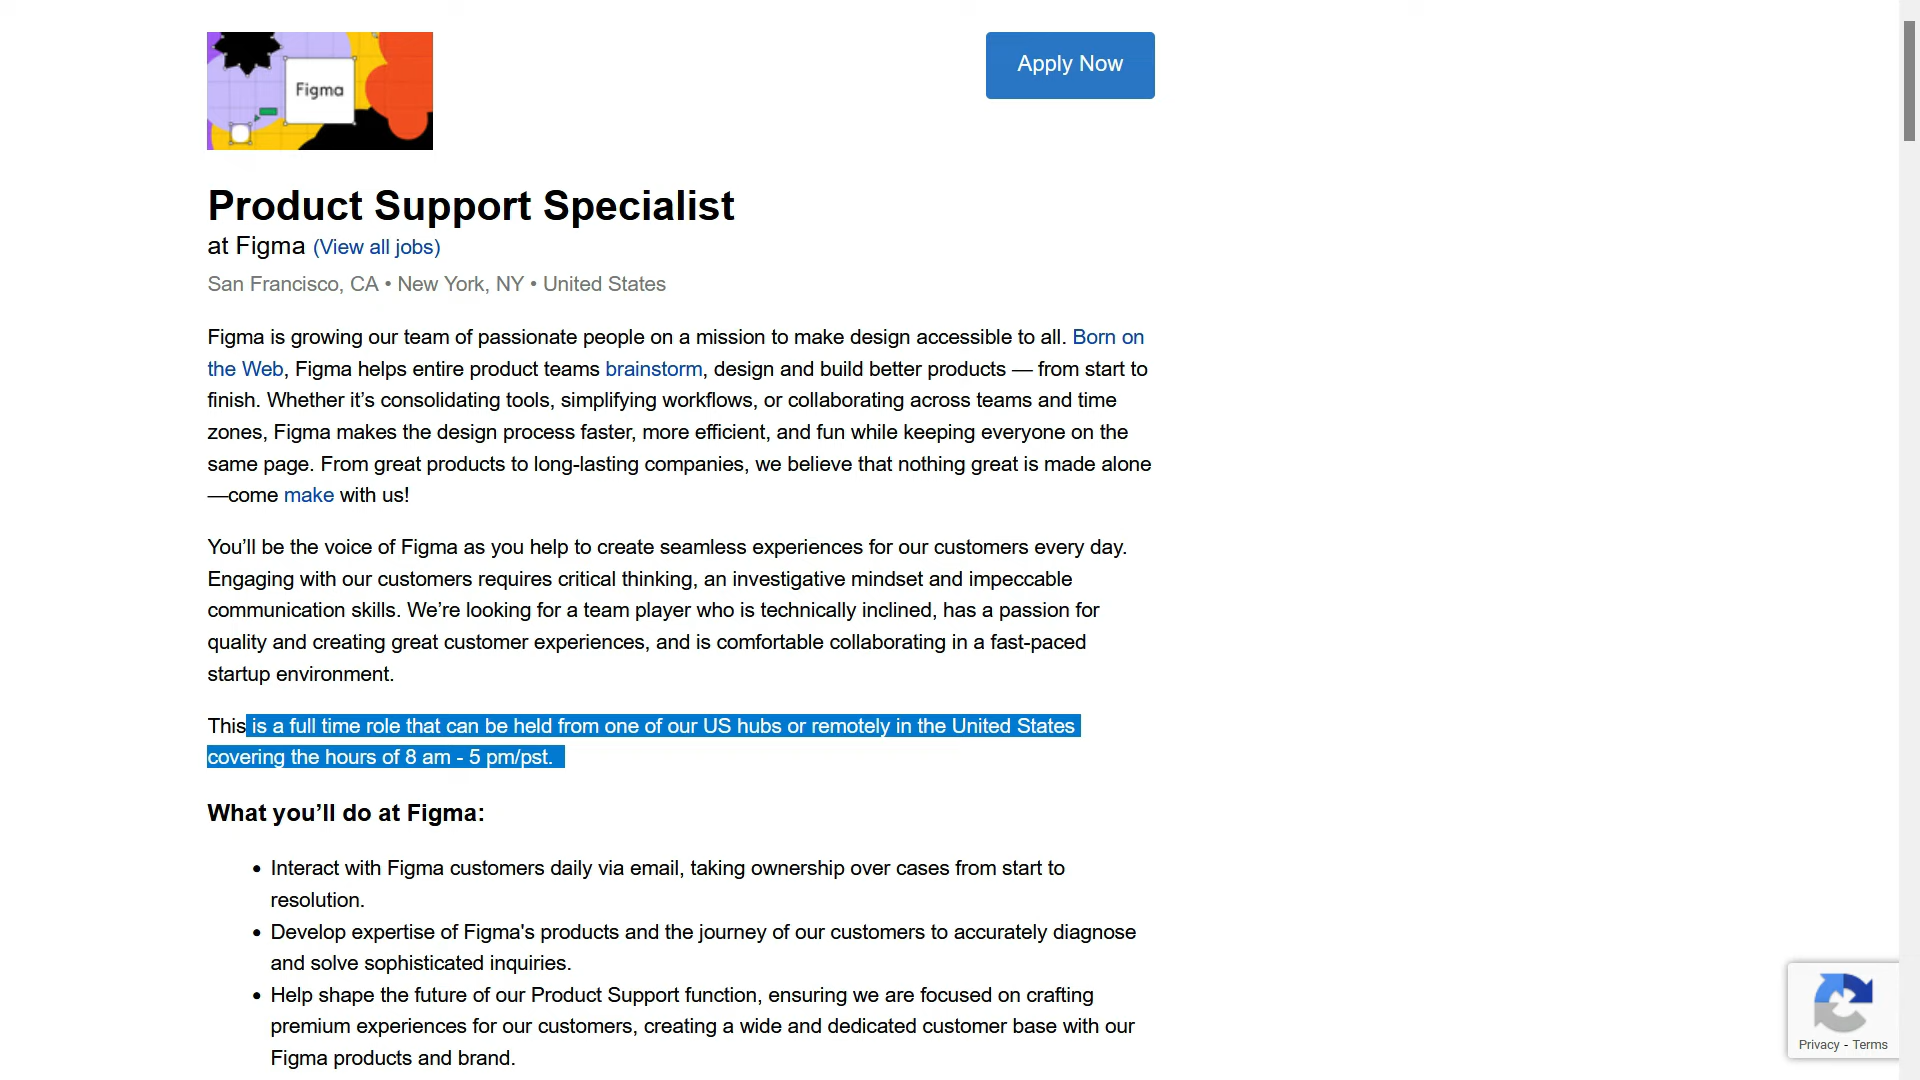 Figma
Apply Now
Product Support Specialist
at Figma (View all jobs)
San Francisco, CA • New York, NY • United States
Figma is growing our team of passionate people on a mission to make design accessible to all. Born on
the Web, Figma helps entire product teams brainstorm, design and build better products — from start to
finish. Whether it’s consolidating tools, simplifying workflows, or collaborating across teams and time
zones, Figma makes the design process faster, more efficient, and fun while keeping everyone on the
same page. From great products to long-lasting companies, we believe that nothing great is made alone
—come make with us!
You’ll be the voice of Figma as you help to create seamless experiences for our customers every day.
Engaging with our customers requires critical thinking, an investigative mindset and impeccable
communication skills. We’re looking for a team player who is technically inclined, has a passion for
quality and creating great customer experiences, and is comfortable collaborating in a fast-paced
startup environment.
This is a full time role that can be held from one of our US hubs or remotely in the United States
covering the hours of 8 am - 5 pm/pst.
What you’ll do at Figma:
• Interact with Figma customers daily via email, taking ownership over cases from start to
resolution.
• Develop expertise of Figma's products and the journey of our customers to accurately diagnose
and solve sophisticated inquiries.
• Help shape the future of our Product Support function, ensuring we are focused on crafting
premium experiences for our customers, creating a wide and dedicated customer base with our
Figma products and brand.
Privacy - Terms